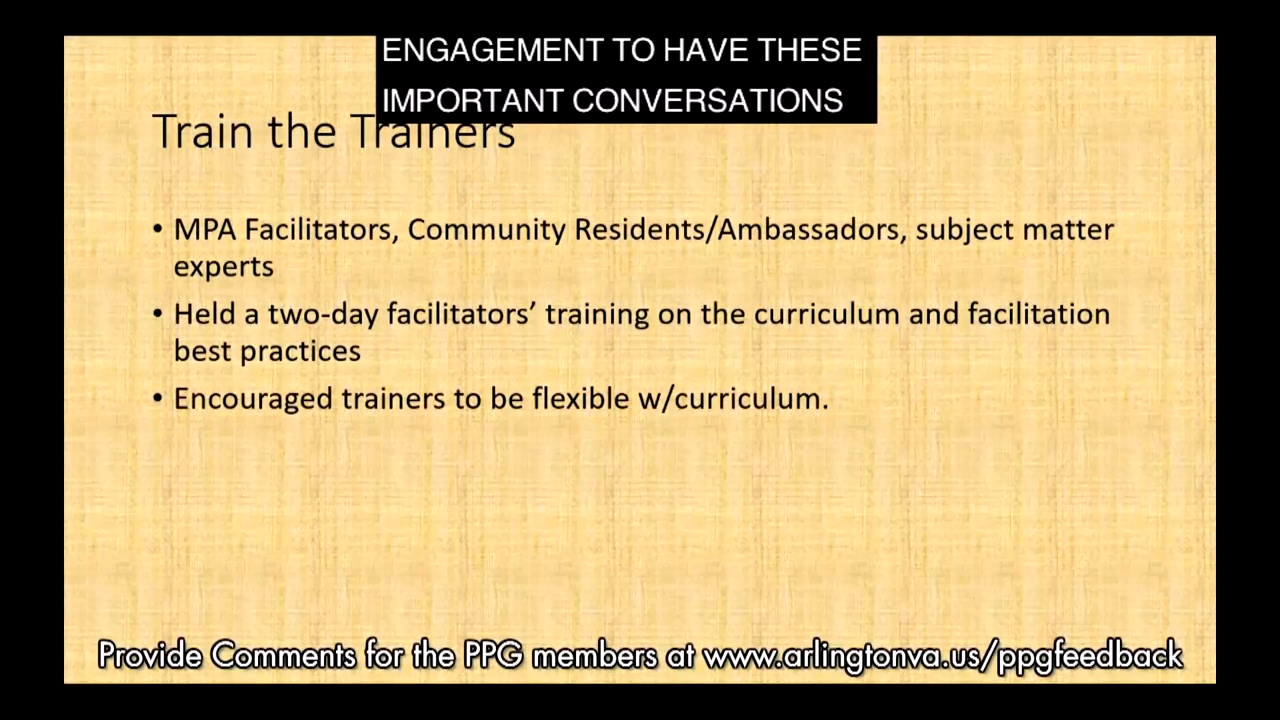 ENGAGEMENT TO HAVE THESE
IMPORTANT CONVERSATIONS
Train the Trainers
• MPA Facilitators, Community Residents/Ambassadors, subject matter
experts
• Held a two-day facilitators’ training on the curriculum and facilitation
best practices
• Encouraged trainers to be flexible w/curriculum.
Provide Comments for the PPG members at www.arlingtonva.us/ppgfeedback